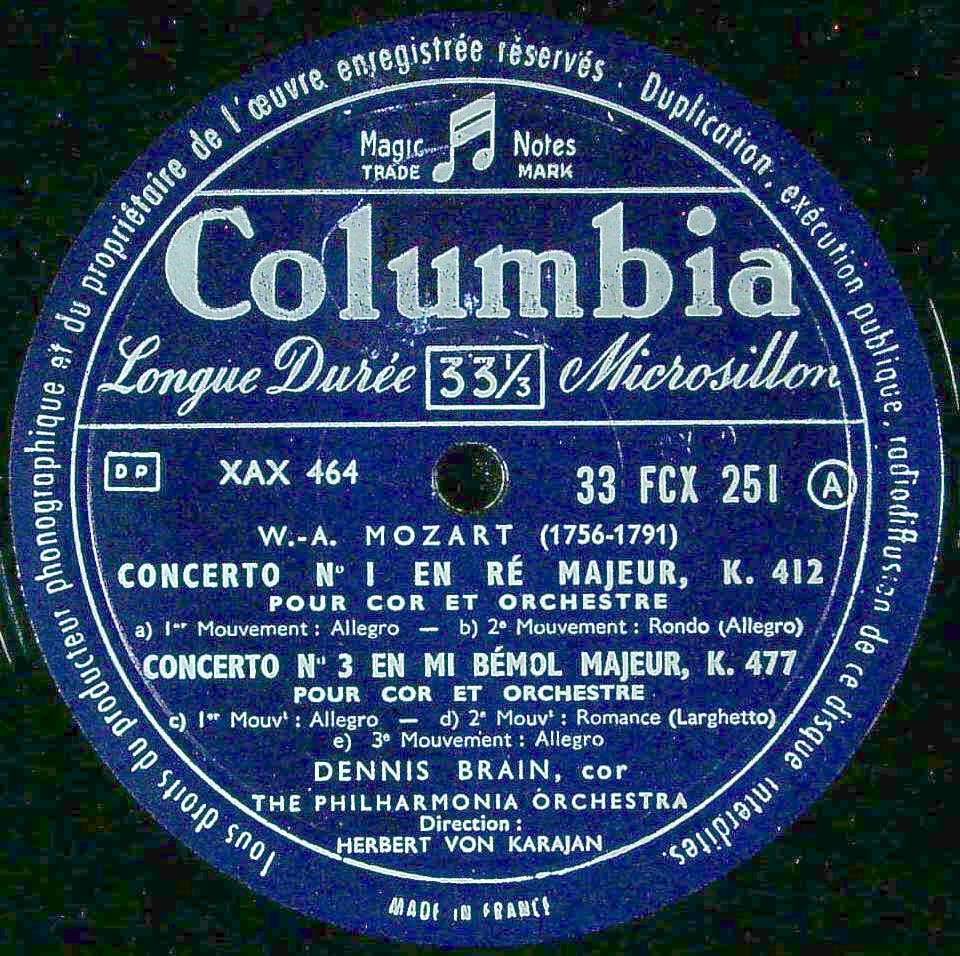 Tous droits du producteur phonographique et du propriétaire de l'œuvre enregistrée réservés . Duplication . exécution publique . radiodiffusion de ce disque interdites.
Magic Notes
TRADE MARK
Columbia
Longue Durée 33⅓ Microsillon
DP XAX 464 33 FCX 251 A
W.-A. MOZART (1756-1791)
CONCERTO N° 1 EN RÉ MAJEUR, K. 412
POUR COR ET ORCHESTRE
a) 1er Mouvement : Allegro — b) 2e Mouvement : Rondo (Allegro)
CONCERTO N° 3 EN MI BÉMOL MAJEUR, K. 477
POUR COR ET ORCHESTRE
c) 1er Mouvt : Allegro — d) 2e Mouvt : Romance (Larghetto)
e) 3e Mouvement : Allegro
DENNIS BRAIN, cor
THE PHILHARMONIA ORCHESTRA
Direction :
HERBERT VON KARAJAN
MADE IN FRANCE